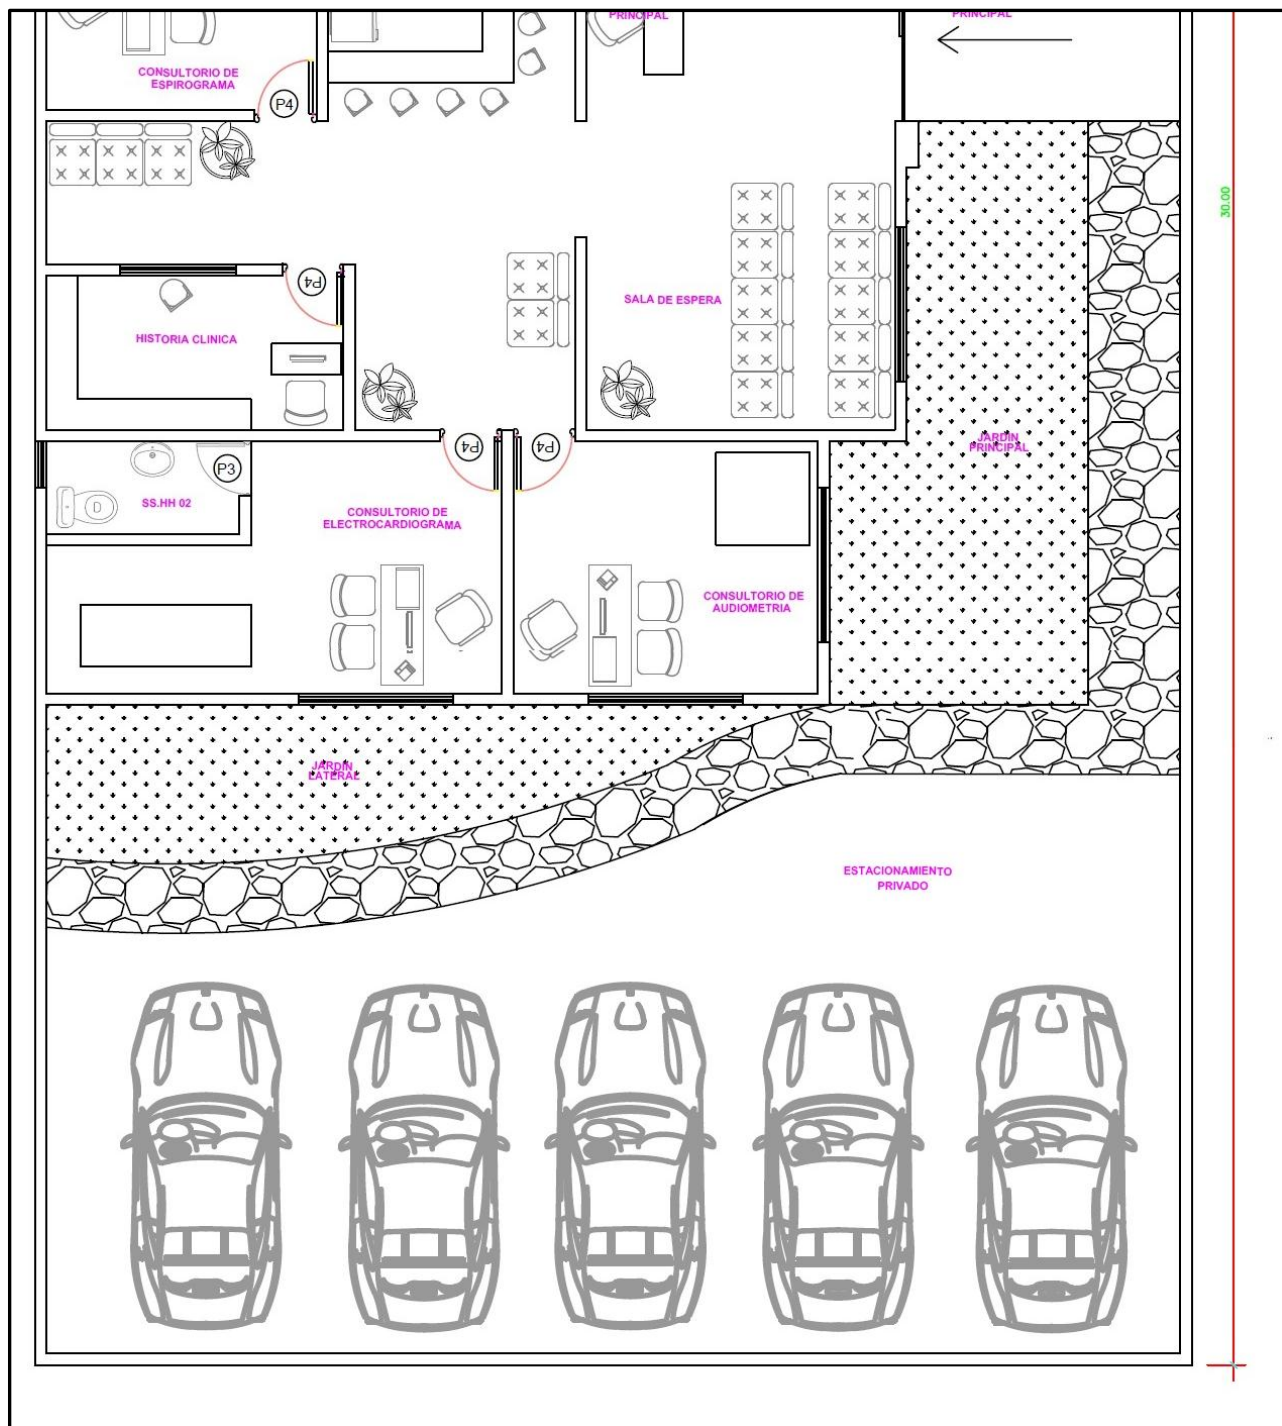 PRINCIPAL
PRINCIPAL
CONSULTORIO DE
ESPIROGRAMA
P4
30.00
P4
SALA DE ESPERA
HISTORIA CLINICA
P4
P4
JARDIN
PRINCIPAL
P3
SS.HH 02
CONSULTORIO DE
ELECTROCARDIOGRAMA
CONSULTORIO DE
AUDIOMETRIA
JARDIN
LATERAL
ESTACIONAMIENTO
PRIVADO